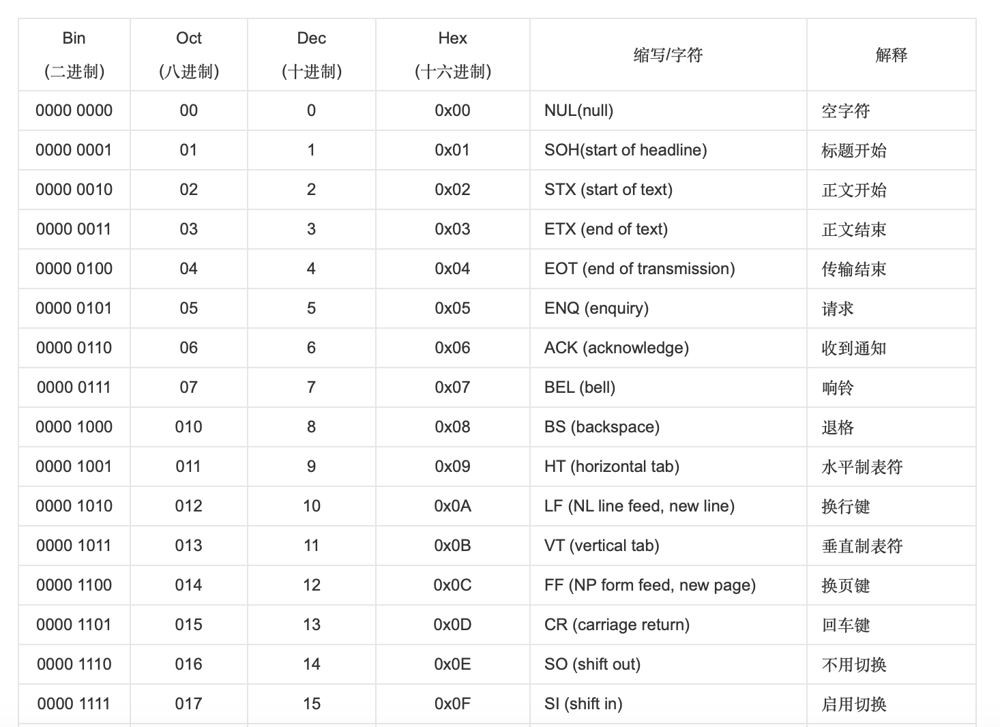 Bin Oct Dec Hex 缩写/字符 解释
(二进制) (八进制) (十进制) (十六进制)
0000 0000 00 0 0x00 NUL(null) 空字符
0000 0001 01 1 0x01 SOH(start of headline) 标题开始
0000 0010 02 2 0x02 STX (start of text) 正文开始
0000 0011 03 3 0x03 ETX (end of text) 正文结束
0000 0100 04 4 0x04 EOT (end of transmission) 传输结束
0000 0101 05 5 0x05 ENQ (enquiry) 请求
0000 0110 06 6 0x06 ACK (acknowledge) 收到通知
0000 0111 07 7 0x07 BEL (bell) 响铃
0000 1000 010 8 0x08 BS (backspace) 退格
0000 1001 011 9 0x09 HT (horizontal tab) 水平制表符
0000 1010 012 10 0x0A LF (NL line feed, new line) 换行键
0000 1011 013 11 0x0B VT (vertical tab) 垂直制表符
0000 1100 014 12 0x0C FF (NP form feed, new page) 换页键
0000 1101 015 13 0x0D CR (carriage return) 回车键
0000 1110 016 14 0x0E SO (shift out) 不用切换
0000 1111 017 15 0x0F SI (shift in) 启用切换